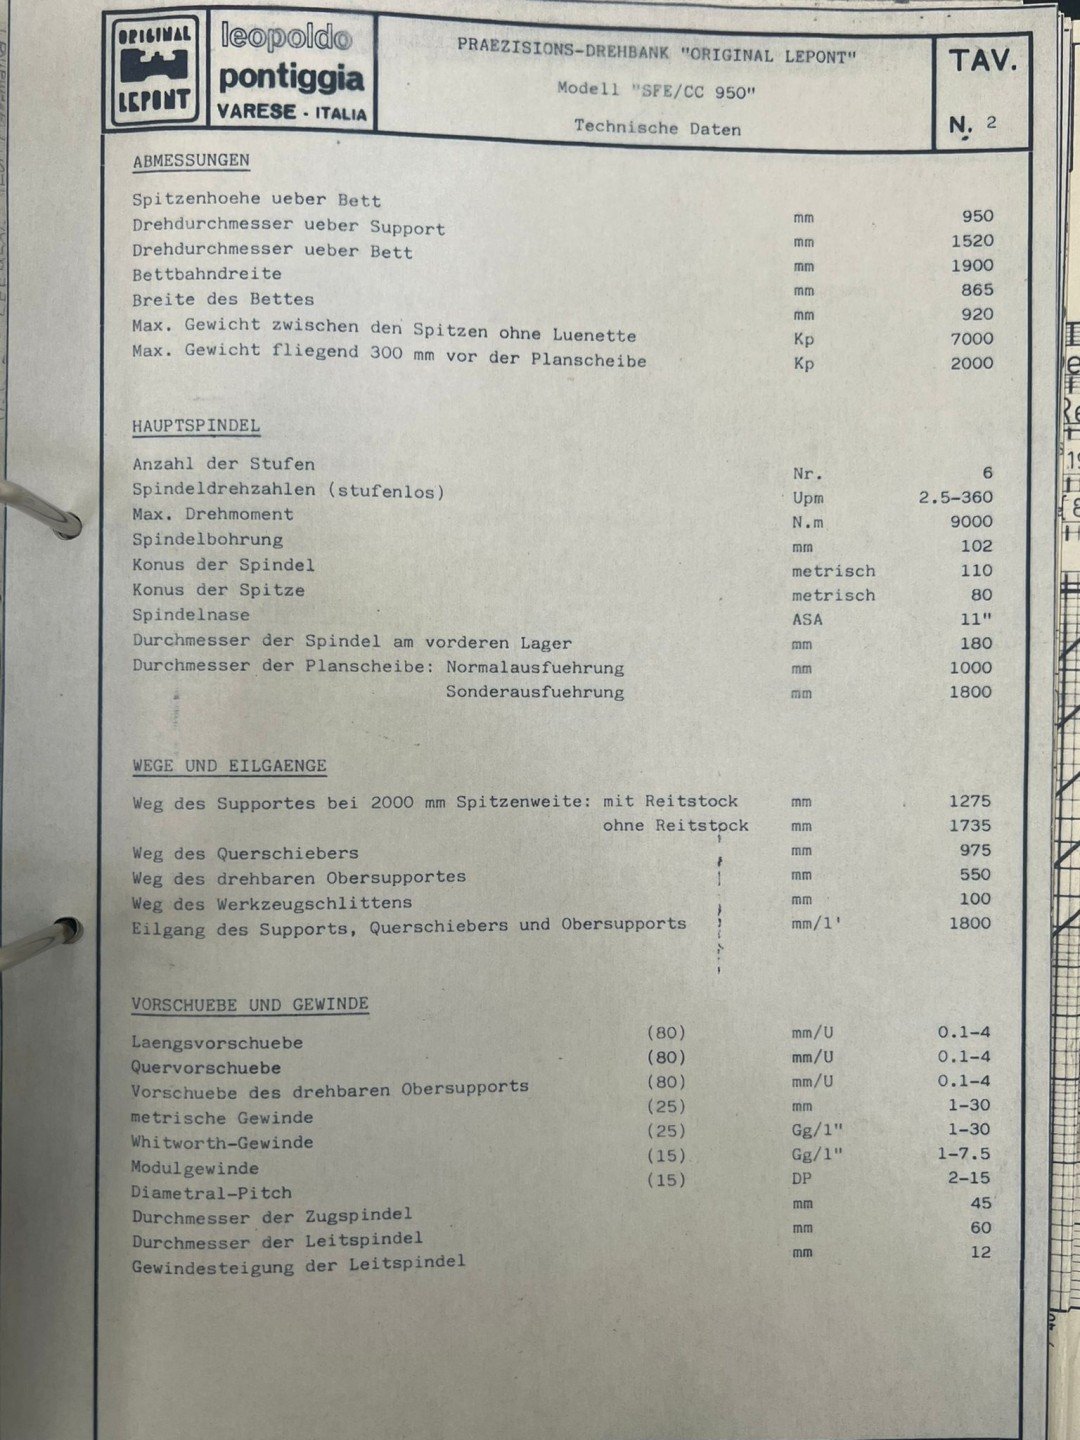 ORIGINAL
LEPONT
leopoldo
pontiggia
VARESE - ITALIA
PRAEZISIONS-DREHBANK "ORIGINAL LEPONT"
Modell "SFE/CC 950"
Technische Daten
TAV.
N. 2
ABMESSUNGEN
Spitzenhoehe ueber Bett mm 950
Drehdurchmesser ueber Support mm 1520
Drehdurchmesser ueber Bett mm 1900
Bettbahndreite mm 865
Breite des Bettes mm 920
Max. Gewicht zwischen den Spitzen ohne Luenette Kp 7000
Max. Gewicht fliegend 300 mm vor der Planscheibe Kp 2000
HAUPTSPINDEL
Anzahl der Stufen Nr. 6
Spindeldrehzahlen (stufenlos) Upm 2.5-360
Max. Drehmoment N.m 9000
Spindelbohrung mm 102
Konus der Spindel metrisch 110
Konus der Spitze metrisch 80
Spindelnase ASA 11"
Durchmesser der Spindel am vorderen Lager mm 180
Durchmesser der Planscheibe: Normalausfuehrung mm 1000
Sonderausfuehrung mm 1800
WEGE UND EILGAENGE
Weg des Supportes bei 2000 mm Spitzenweite: mit Reitstock mm 1275
ohne Reitstock mm 1735
Weg des Querschiebers mm 975
Weg des drehbaren Obersupportes mm 550
Weg des Werkzeugschlittens mm 100
Eilgang des Supports, Querschiebers und Obersupports mm/1' 1800
VORSCHUEBE UND GEWINDE
Laengsvorschuebe (80) mm/U 0.1-4
Quervorschuebe (80) mm/U 0.1-4
Vorschuebe des drehbaren Obersupports (80) mm/U 0.1-4
metrische Gewinde (25) mm 1-30
Whitworth-Gewinde (25) Gg/1" 1-30
Modulgewinde (15) Gg/1" 1-7.5
Diametral-Pitch (15) DP 2-15
Durchmesser der Zugspindel mm 45
Durchmesser der Leitspindel mm 60
Gewindesteigung der Leitspindel mm 12